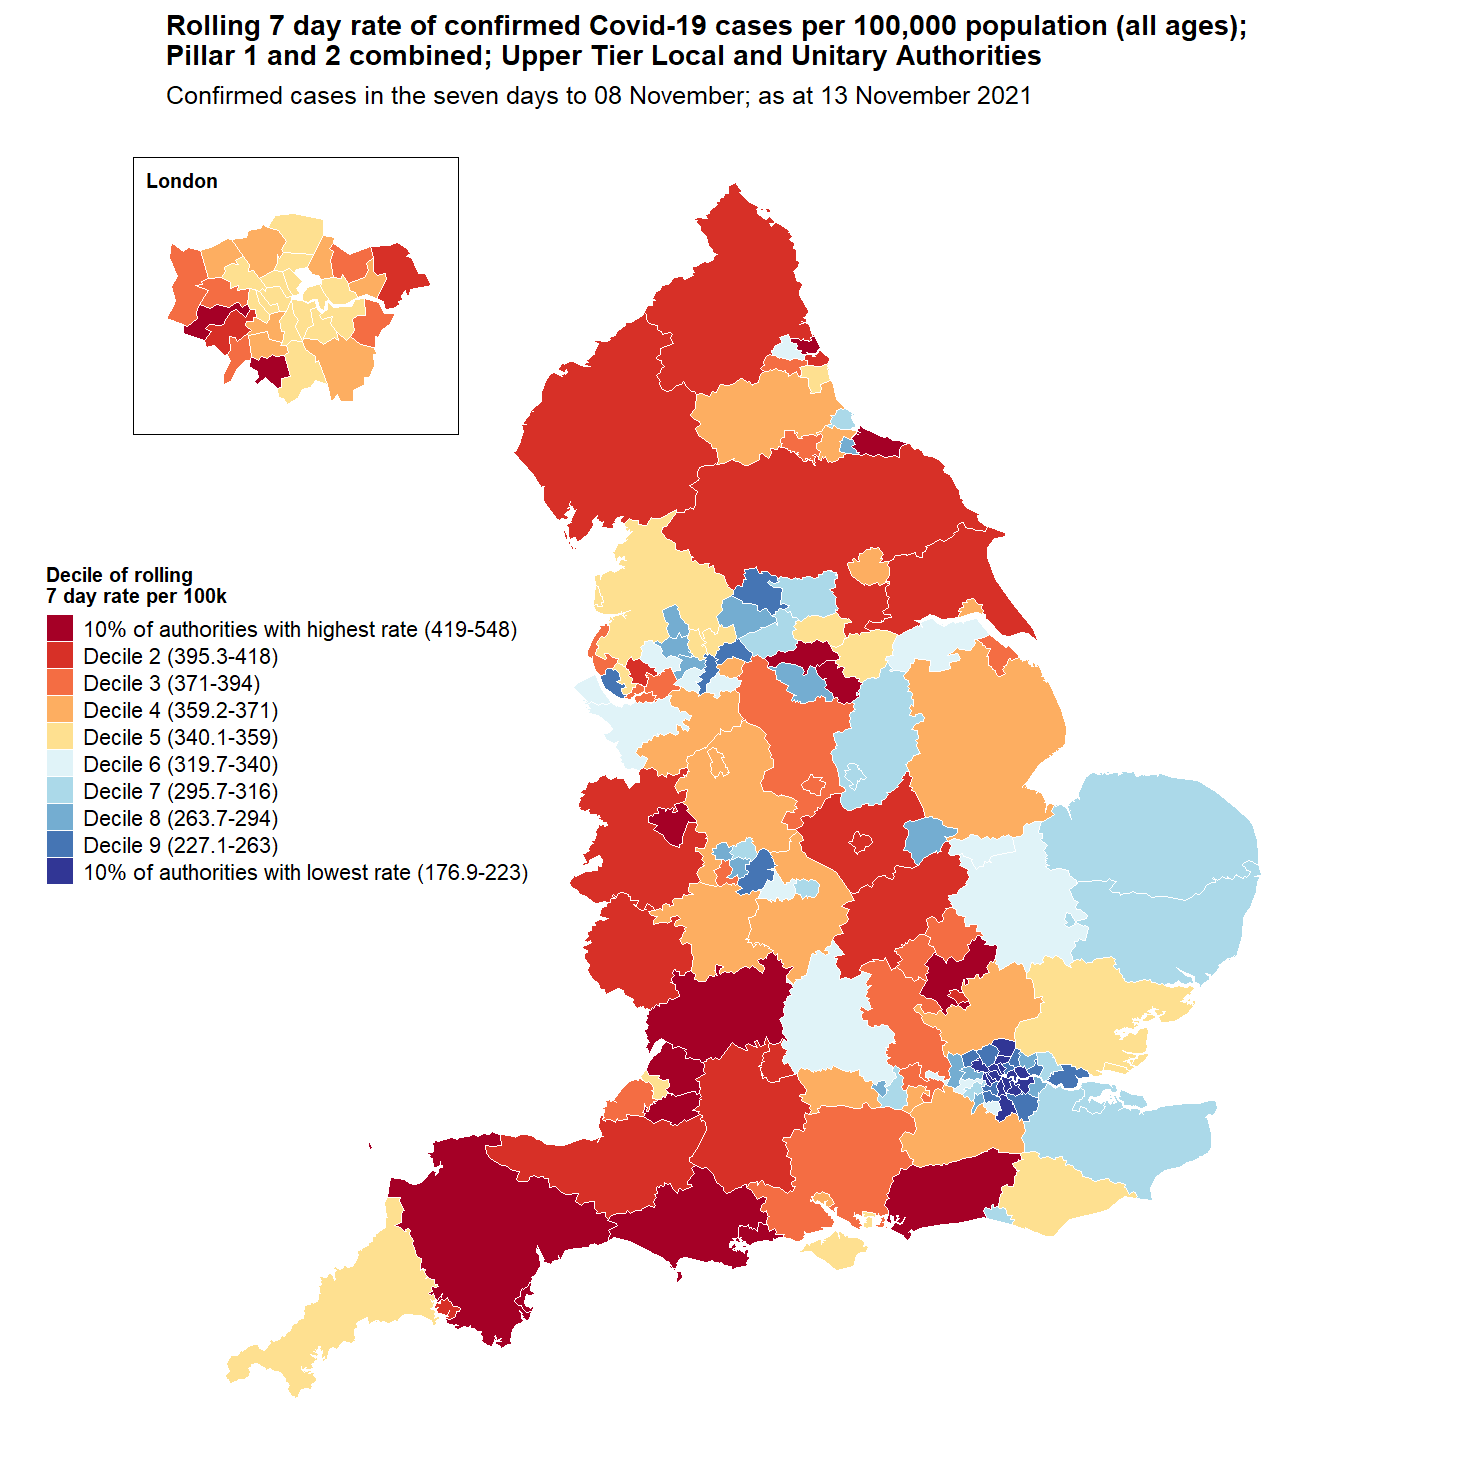 Rolling 7 day rate of confirmed Covid-19 cases per 100,000 population (all ages);
Pillar 1 and 2 combined; Upper Tier Local and Unitary Authorities
Confirmed cases in the seven days to 08 November; as at 13 November 2021
London
Decile of rolling
7 day rate per 100k
10% of authorities with highest rate (419-548)
Decile 2 (395.3-418)
Decile 3 (371-394)
Decile 4 (359.2-371)
Decile 5 (340.1-359)
Decile 6 (319.7-340)
Decile 7 (295.7-316)
Decile 8 (263.7-294)
Decile 9 (227.1-263)
10% of authorities with lowest rate (176.9-223)